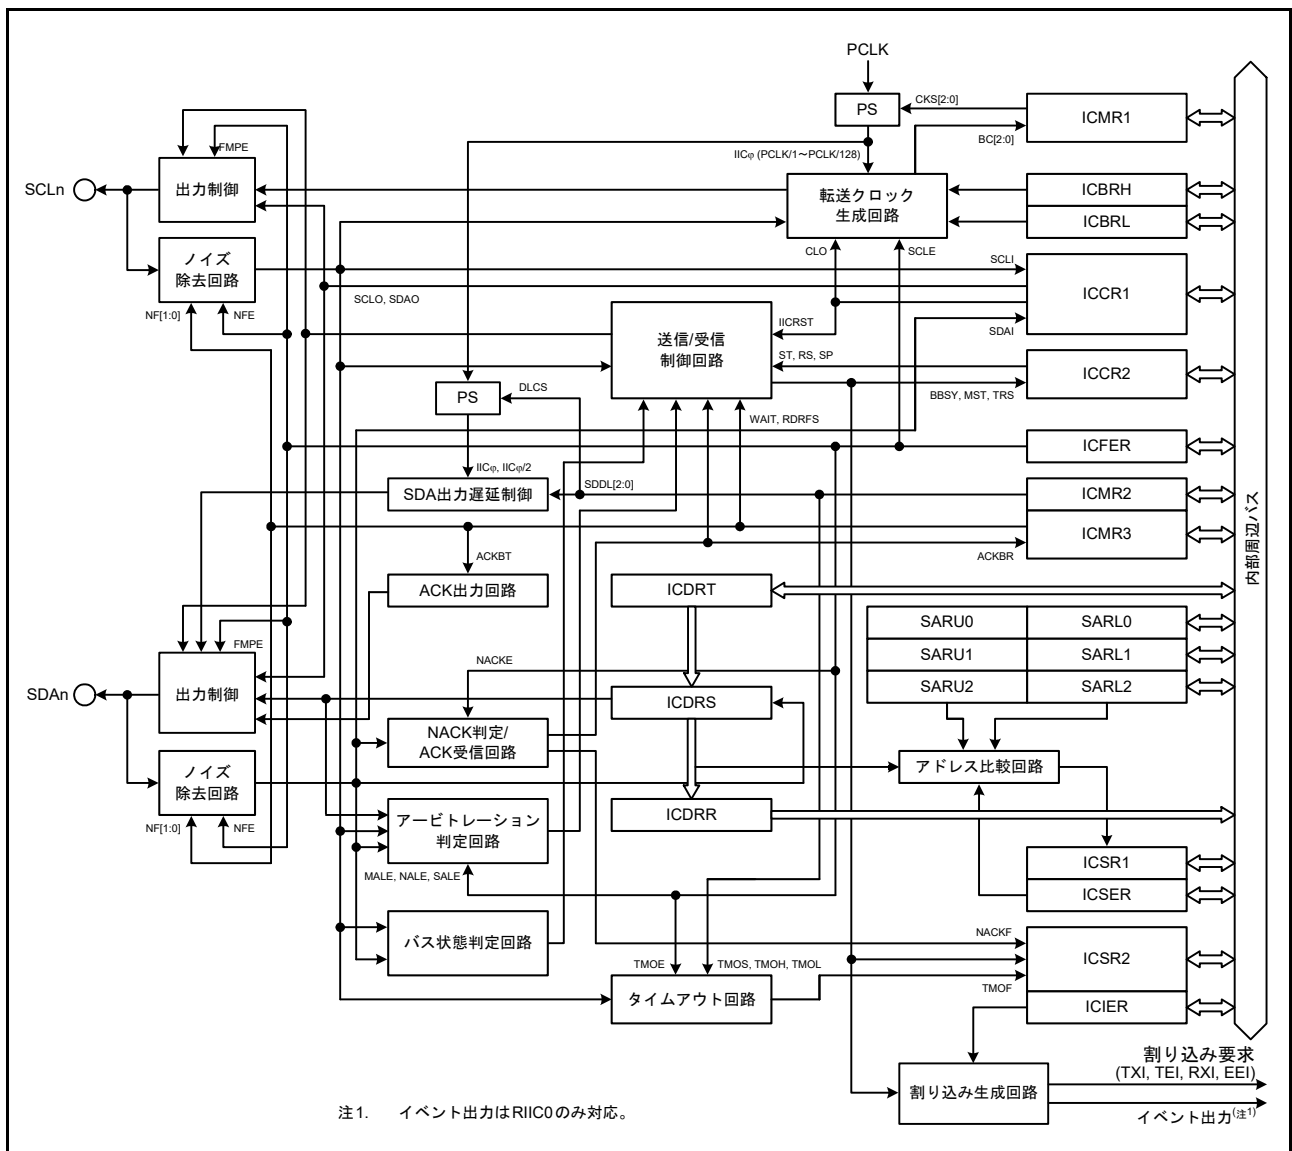 PCLK
PS
CKS[2:0]
ICMR1
BC[2:0]
IICφ (PCLK/1～PCLK/128)
FMPE
SCLn
出力制御
転送クロック
生成回路
ICBRH
ICBRL
CLO
SCLE
ノイズ
除去回路
SCLI
SCLO, SDAO
ICCR1
NF[1:0]
NFE
IICRST
SDAI
送信/受信
制御回路
ST, RS, SP
ICCR2
BBSY, MST, TRS
PS
DLCS
WAIT, RDRFS
ICFER
IICφ, IICφ/2
SDA出力遅延制御
SDDL[2:0]
ICMR2
ICMR3
ACKBT
ACKBR
内部周辺バス
ACK出力回路
ICDRT
SARU0
SARL0
SARU1
SARL1
SARU2
SARL2
FMPE
SDAn
出力制御
NACKE
ICDRS
NACK判定/
ACK受信回路
アドレス比較回路
ノイズ
除去回路
NF[1:0]
NFE
アービトレーション
判定回路
ICDRR
MALE, NALE, SALE
ICSR1
ICSER
バス状態判定回路
NACKF
ICSR2
TMOE
TMOS, TMOH, TMOL
タイムアウト回路
TMOF
ICIER
割り込み要求
(TXI, TEI, RXI, EEI)
割り込み生成回路
イベント出力(注1)
注1. イベント出力はRIIC0のみ対応。